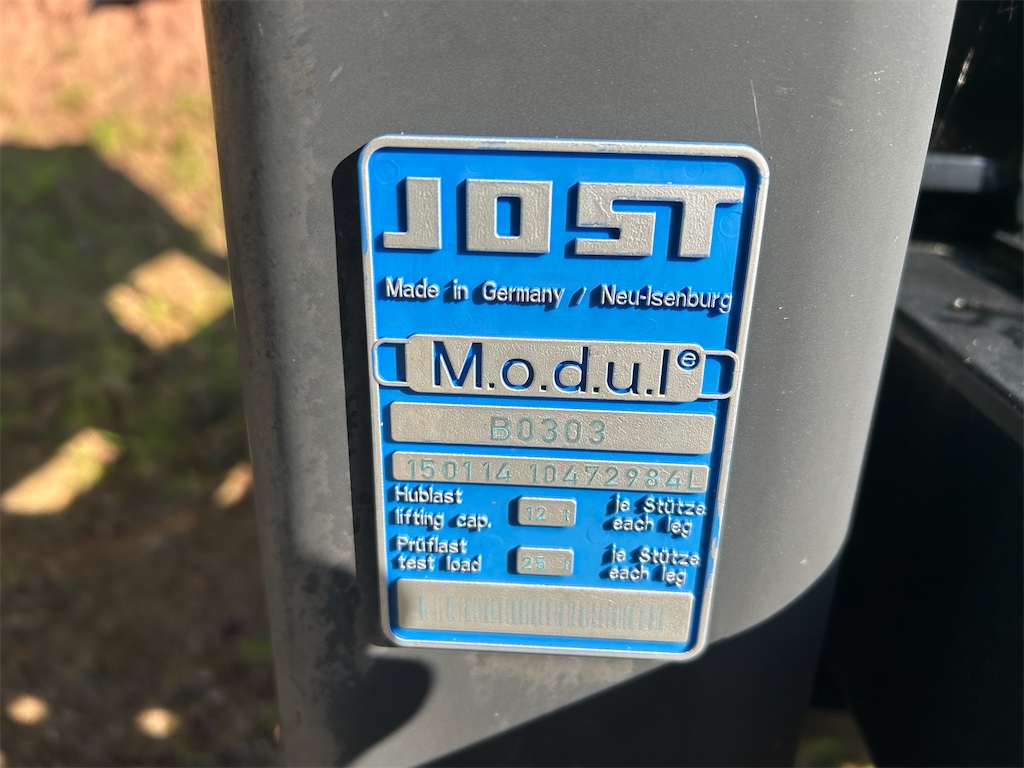 JOST
Made in Germany / Neu-Isenburg
M.o.d.u.l®
B0303
150114 10472984L
Hublast 12 t je Stütze
lifting cap. each leg
Prüflast 25 t je Stütze
test load each leg